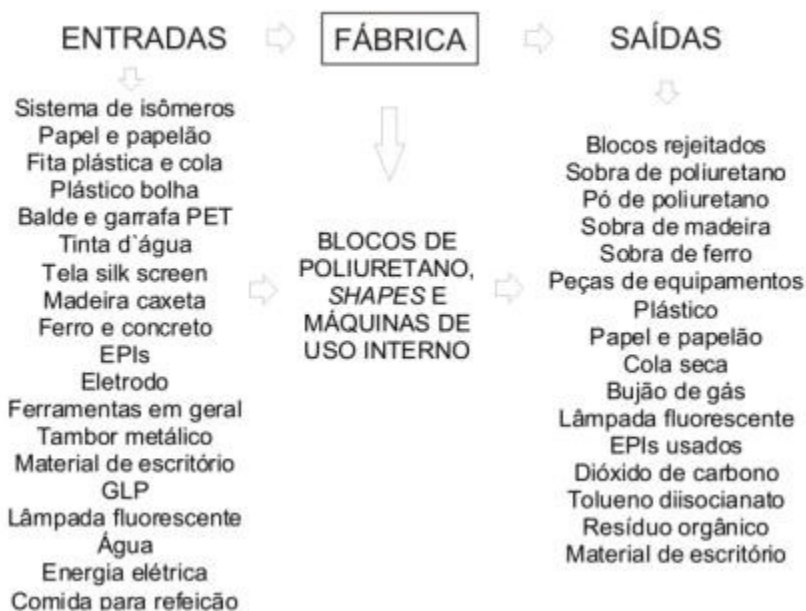 ENTRADAS
Sistema de isômeros
Papel e papelão
Fita plástica e cola
Plástico bolha
Balde e garrafa PET
Tinta d`água
Tela silk screen
Madeira caxeta
Ferro e concreto
EPIs
Eletrodo
Ferramentas em geral
Tambor metálico
Material de escritório
GLP
Lâmpada fluorescente
Água
Energia elétrica
Comida para refeição
FÁBRICA
BLOCOS DE
POLIURETANO,
SHAPES E
MÁQUINAS DE
USO INTERNO
SAÍDAS
Blocos rejeitados
Sobra de poliuretano
Pó de poliuretano
Sobra de madeira
Sobra de ferro
Peças de equipamentos
Plástico
Papel e papelão
Cola seca
Bujão de gás
Lâmpada fluorescente
EPIs usados
Dióxido de carbono
Tolueno diisocianato
Resíduo orgânico
Material de escritório